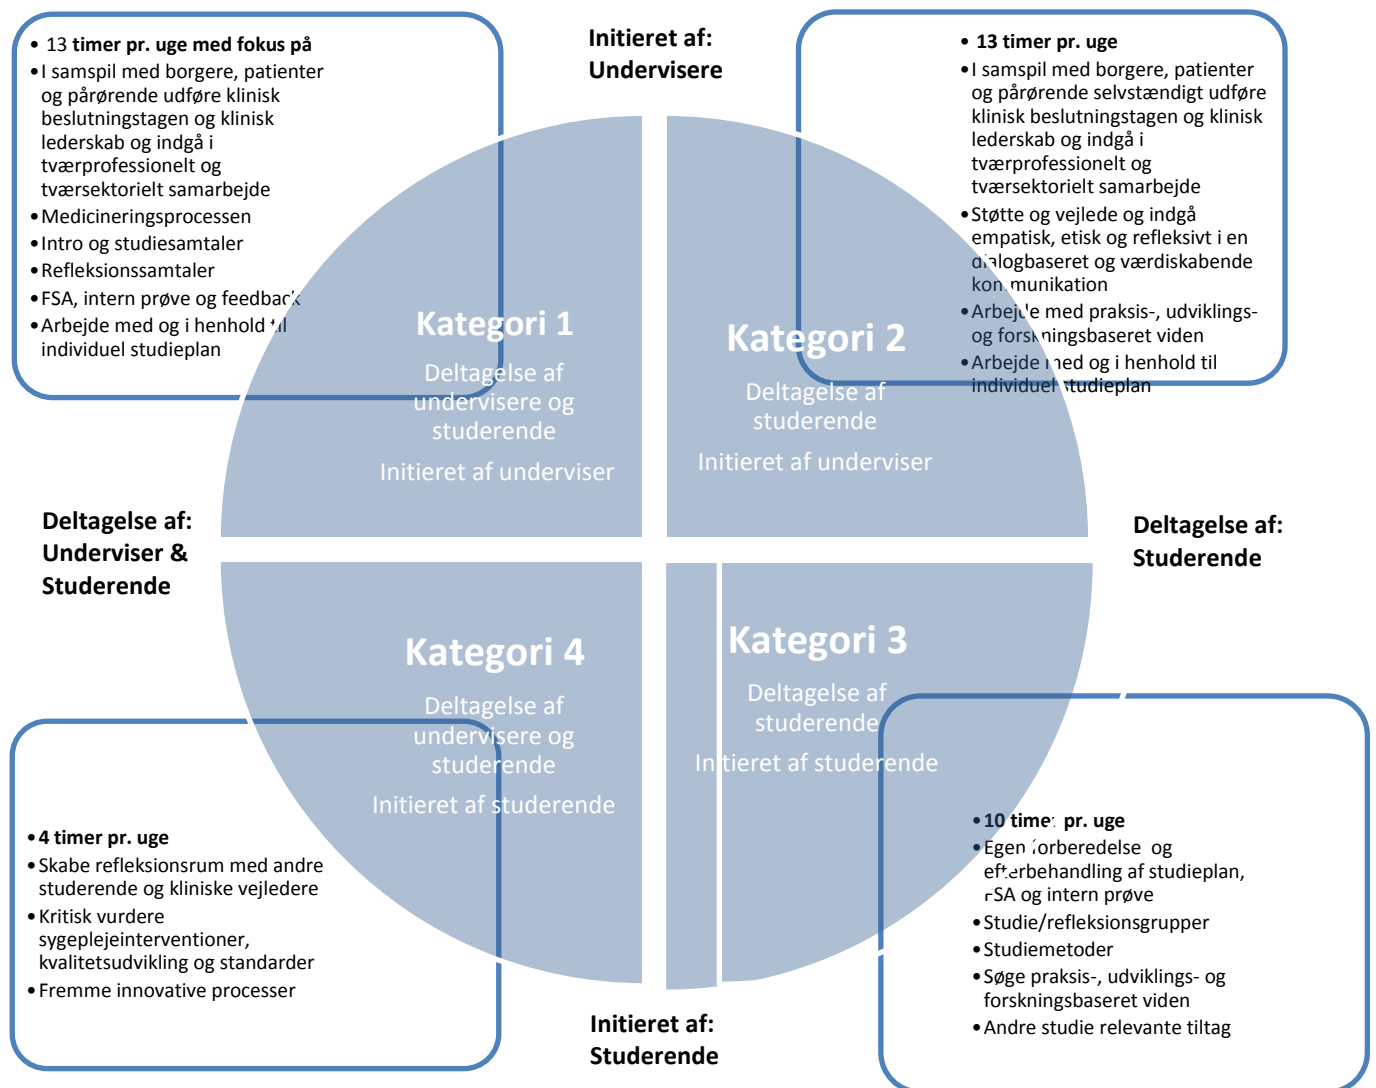 • 13 timer pr. uge med fokus på
• I samspil med borgere, patienter
og pårørende udføre klinisk
beslutningstagen og klinisk
lederskab og indgå i
tværprofessionelt og
tværsektorielt samarbejde
• Medicineringsprocessen
• Intro og studiesamtaler
• Refleksionssamtaler
• FSA, intern prøve og feedback
• Arbejde med og i henhold til
individuel studieplan
Initieret af:
Undervisere
• 13 timer pr. uge
• I samspil med borgere, patienter
og pårørende selvstændigt udføre
klinisk beslutningstagen og klinisk
lederskab og indgå i
tværprofessionelt og
tværsektorielt samarbejde
• Støtte og vejlede og indgå
empatisk, etisk og refleksivt i en
dialogbaseret og værdiskabende
kommunikation
• Arbejde med praksis-, udviklings-
og forskningsbaseret viden
• Arbejde med og i henhold til
individuel studieplan
Kategori 1
Deltagelse af
undervisere og
studerende
Initieret af underviser
Kategori 2
Deltagelse af
studerende
Initieret af underviser
Deltagelse af:
Underviser &
Studerende
Deltagelse af:
Studerende
Kategori 4
Deltagelse af
undervisere og
studerende
Initieret af studerende
Kategori 3
Deltagelse af
studerende
Initieret af studerende
• 4 timer pr. uge
• Skabe refleksionsrum med andre
studerende og kliniske vejledere
• Kritisk vurdere
sygeplejeinterventioner,
kvalitetsudvikling og standarder
• Fremme innovative processer
• 10 timer pr. uge
• Egen forberedelse og
efterbehandling af studieplan,
FSA og intern prøve
• Studie/refleksionsgrupper
• Studiemetoder
• Søge praksis-, udviklings- og
forskningsbaseret viden
• Andre studie relevante tiltag
Initieret af:
Studerende